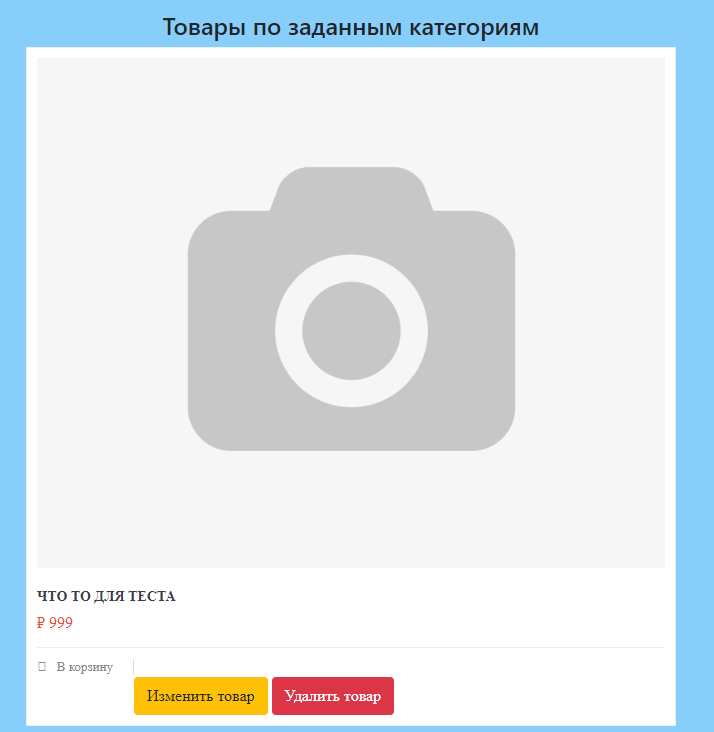 Товары по заданным категориям
ЧТО ТО ДЛЯ ТЕСТА
₽ 999
В корзину
Изменить товар Удалить товар